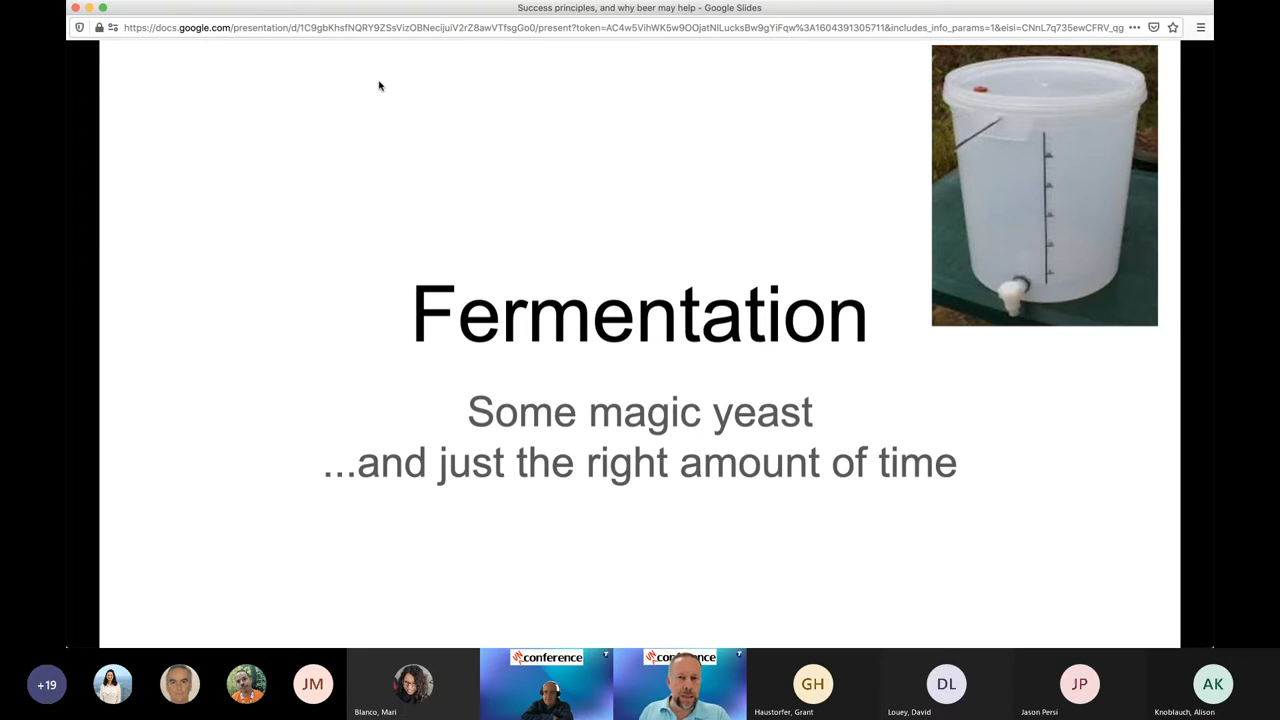 Success principles, and why beer may help - Google Slides
https://docs.google.com/presentation/d/1C9gbKhsfNQRY9ZSsVizOBNecijuiV2rZ8awVTfsgGo0/present?token=AC4w5VihWK5w9OOjatNlLucksBw9gYiFqw%3A1604391305711&includes_info_params=1&eisi=CNnL7q735ewCFRV_qg
Fermentation
Some magic yeast
...and just the right amount of time
+19
JM
Blanco, Mari
conference
conference
GH
Haustorfer, Grant
DL
Louey, David
JP
Jason Persi
AK
Knoblauch, Alison